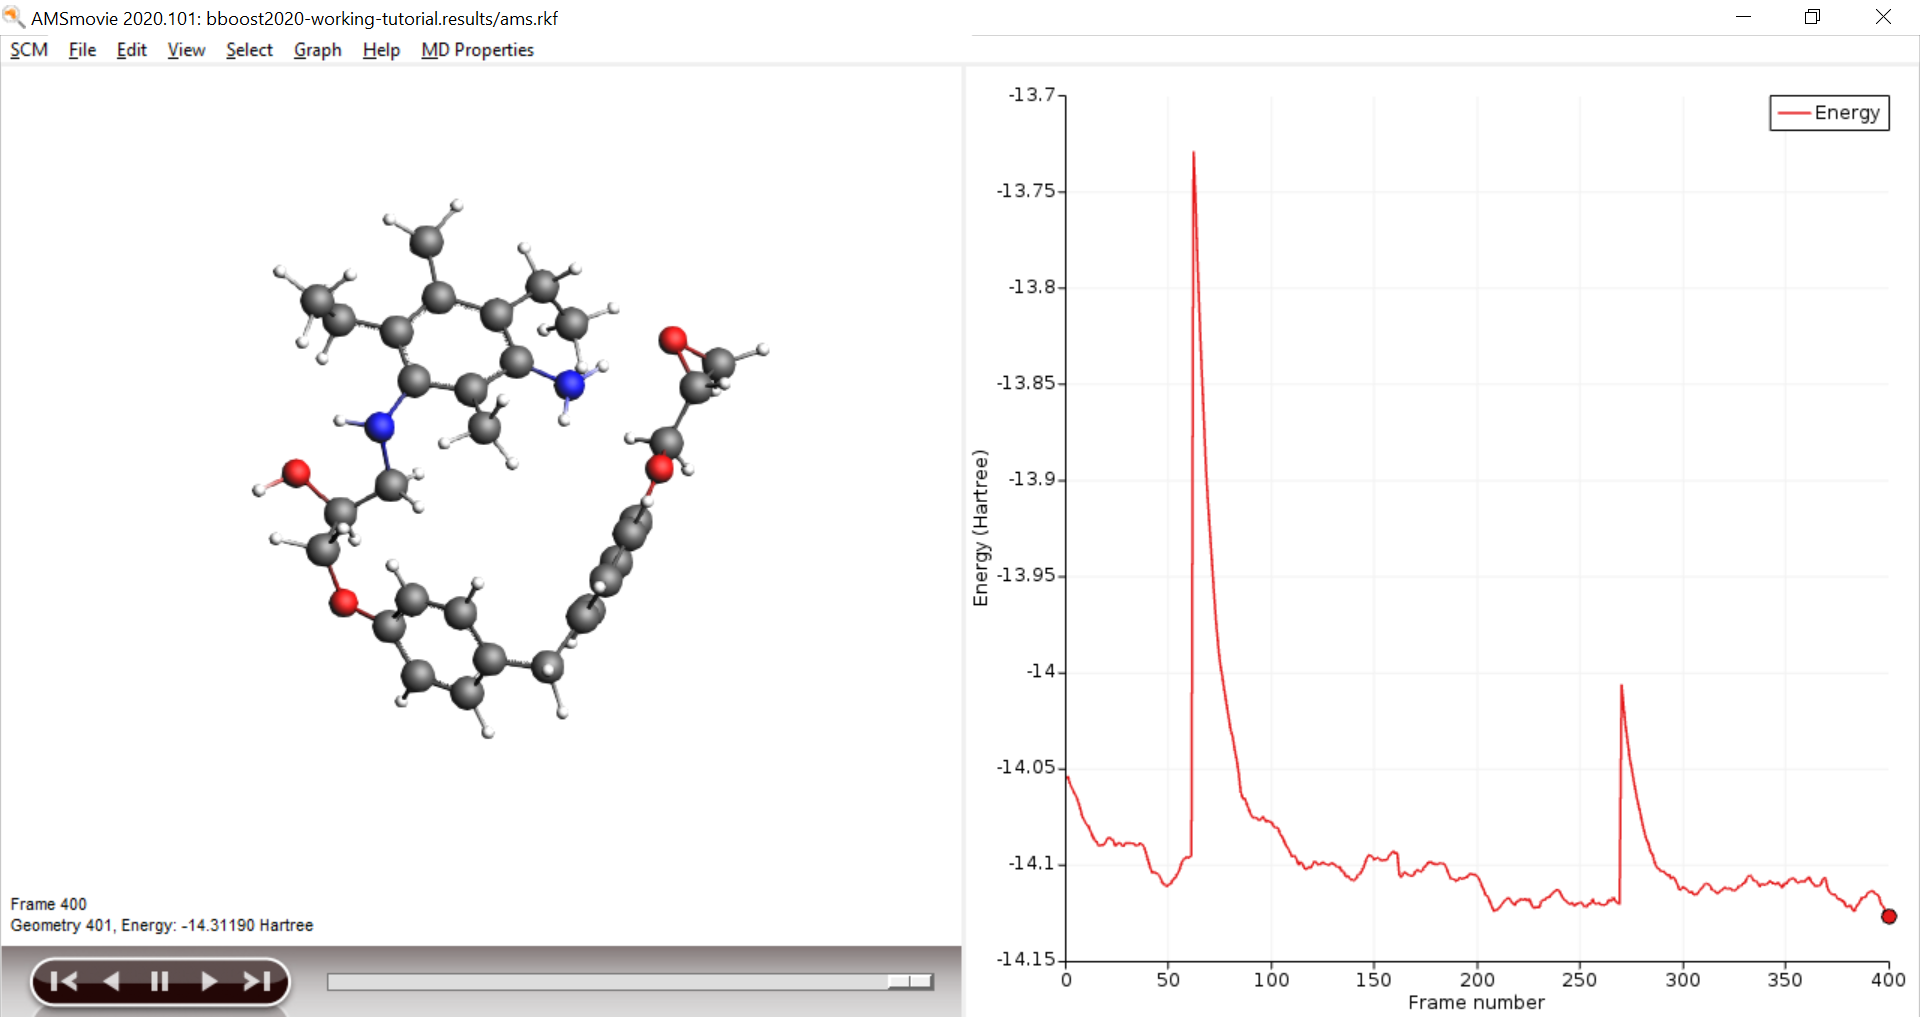 AMSmovie 2020.101: bboost2020-working-tutorial.results/ams.rkf
SCM File Edit View Select Graph Help MD Properties
Energy
-13.7
-13.75
-13.8
-13.85
-13.9
-13.95
-14
-14.05
-14.1
-14.15
Energy (Hartree)
0 50 100 150 200 250 300 350 400
Frame number
Frame 400
Geometry 401, Energy: -14.31190 Hartree